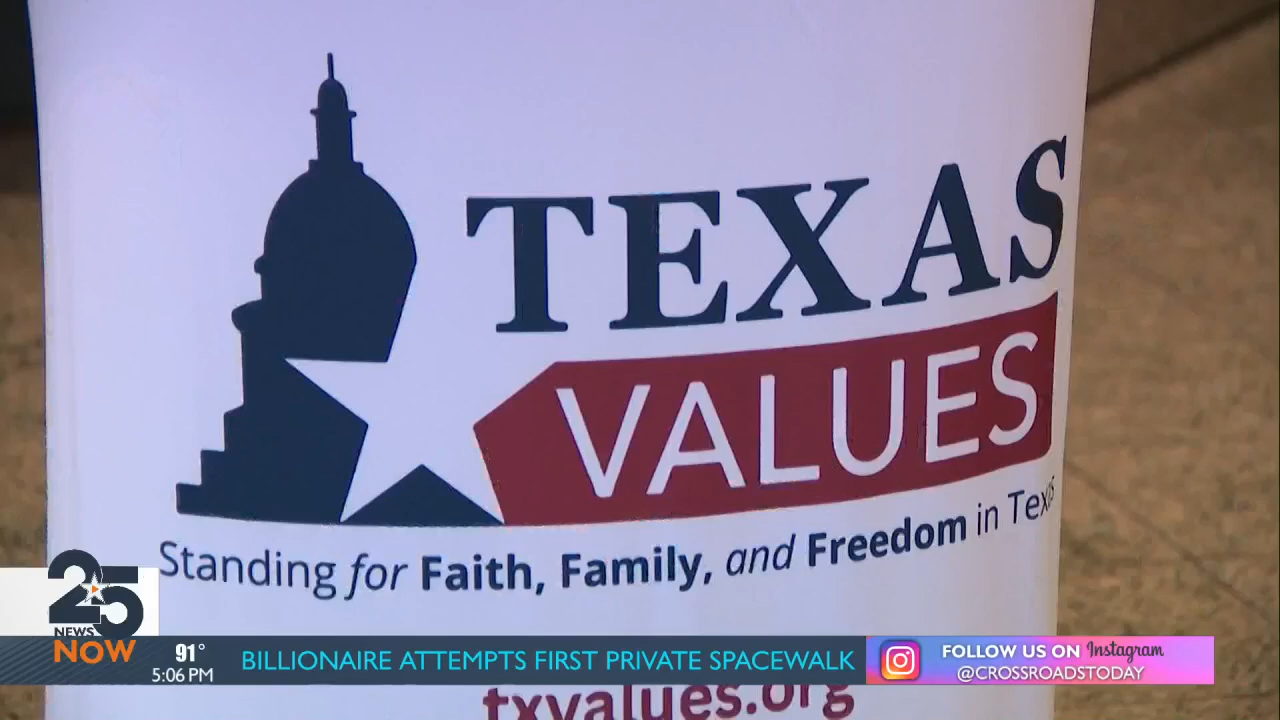 TEXAS
VALUES
Standing for Faith, Family, and Freedom in Texas
25
NEWS
NOW
91°
5:06 PM
BILLIONAIRE ATTEMPTS FIRST PRIVATE SPACEWALK
FOLLOW US ON Instagram
@CROSSROADSTODAY
txvalues.org